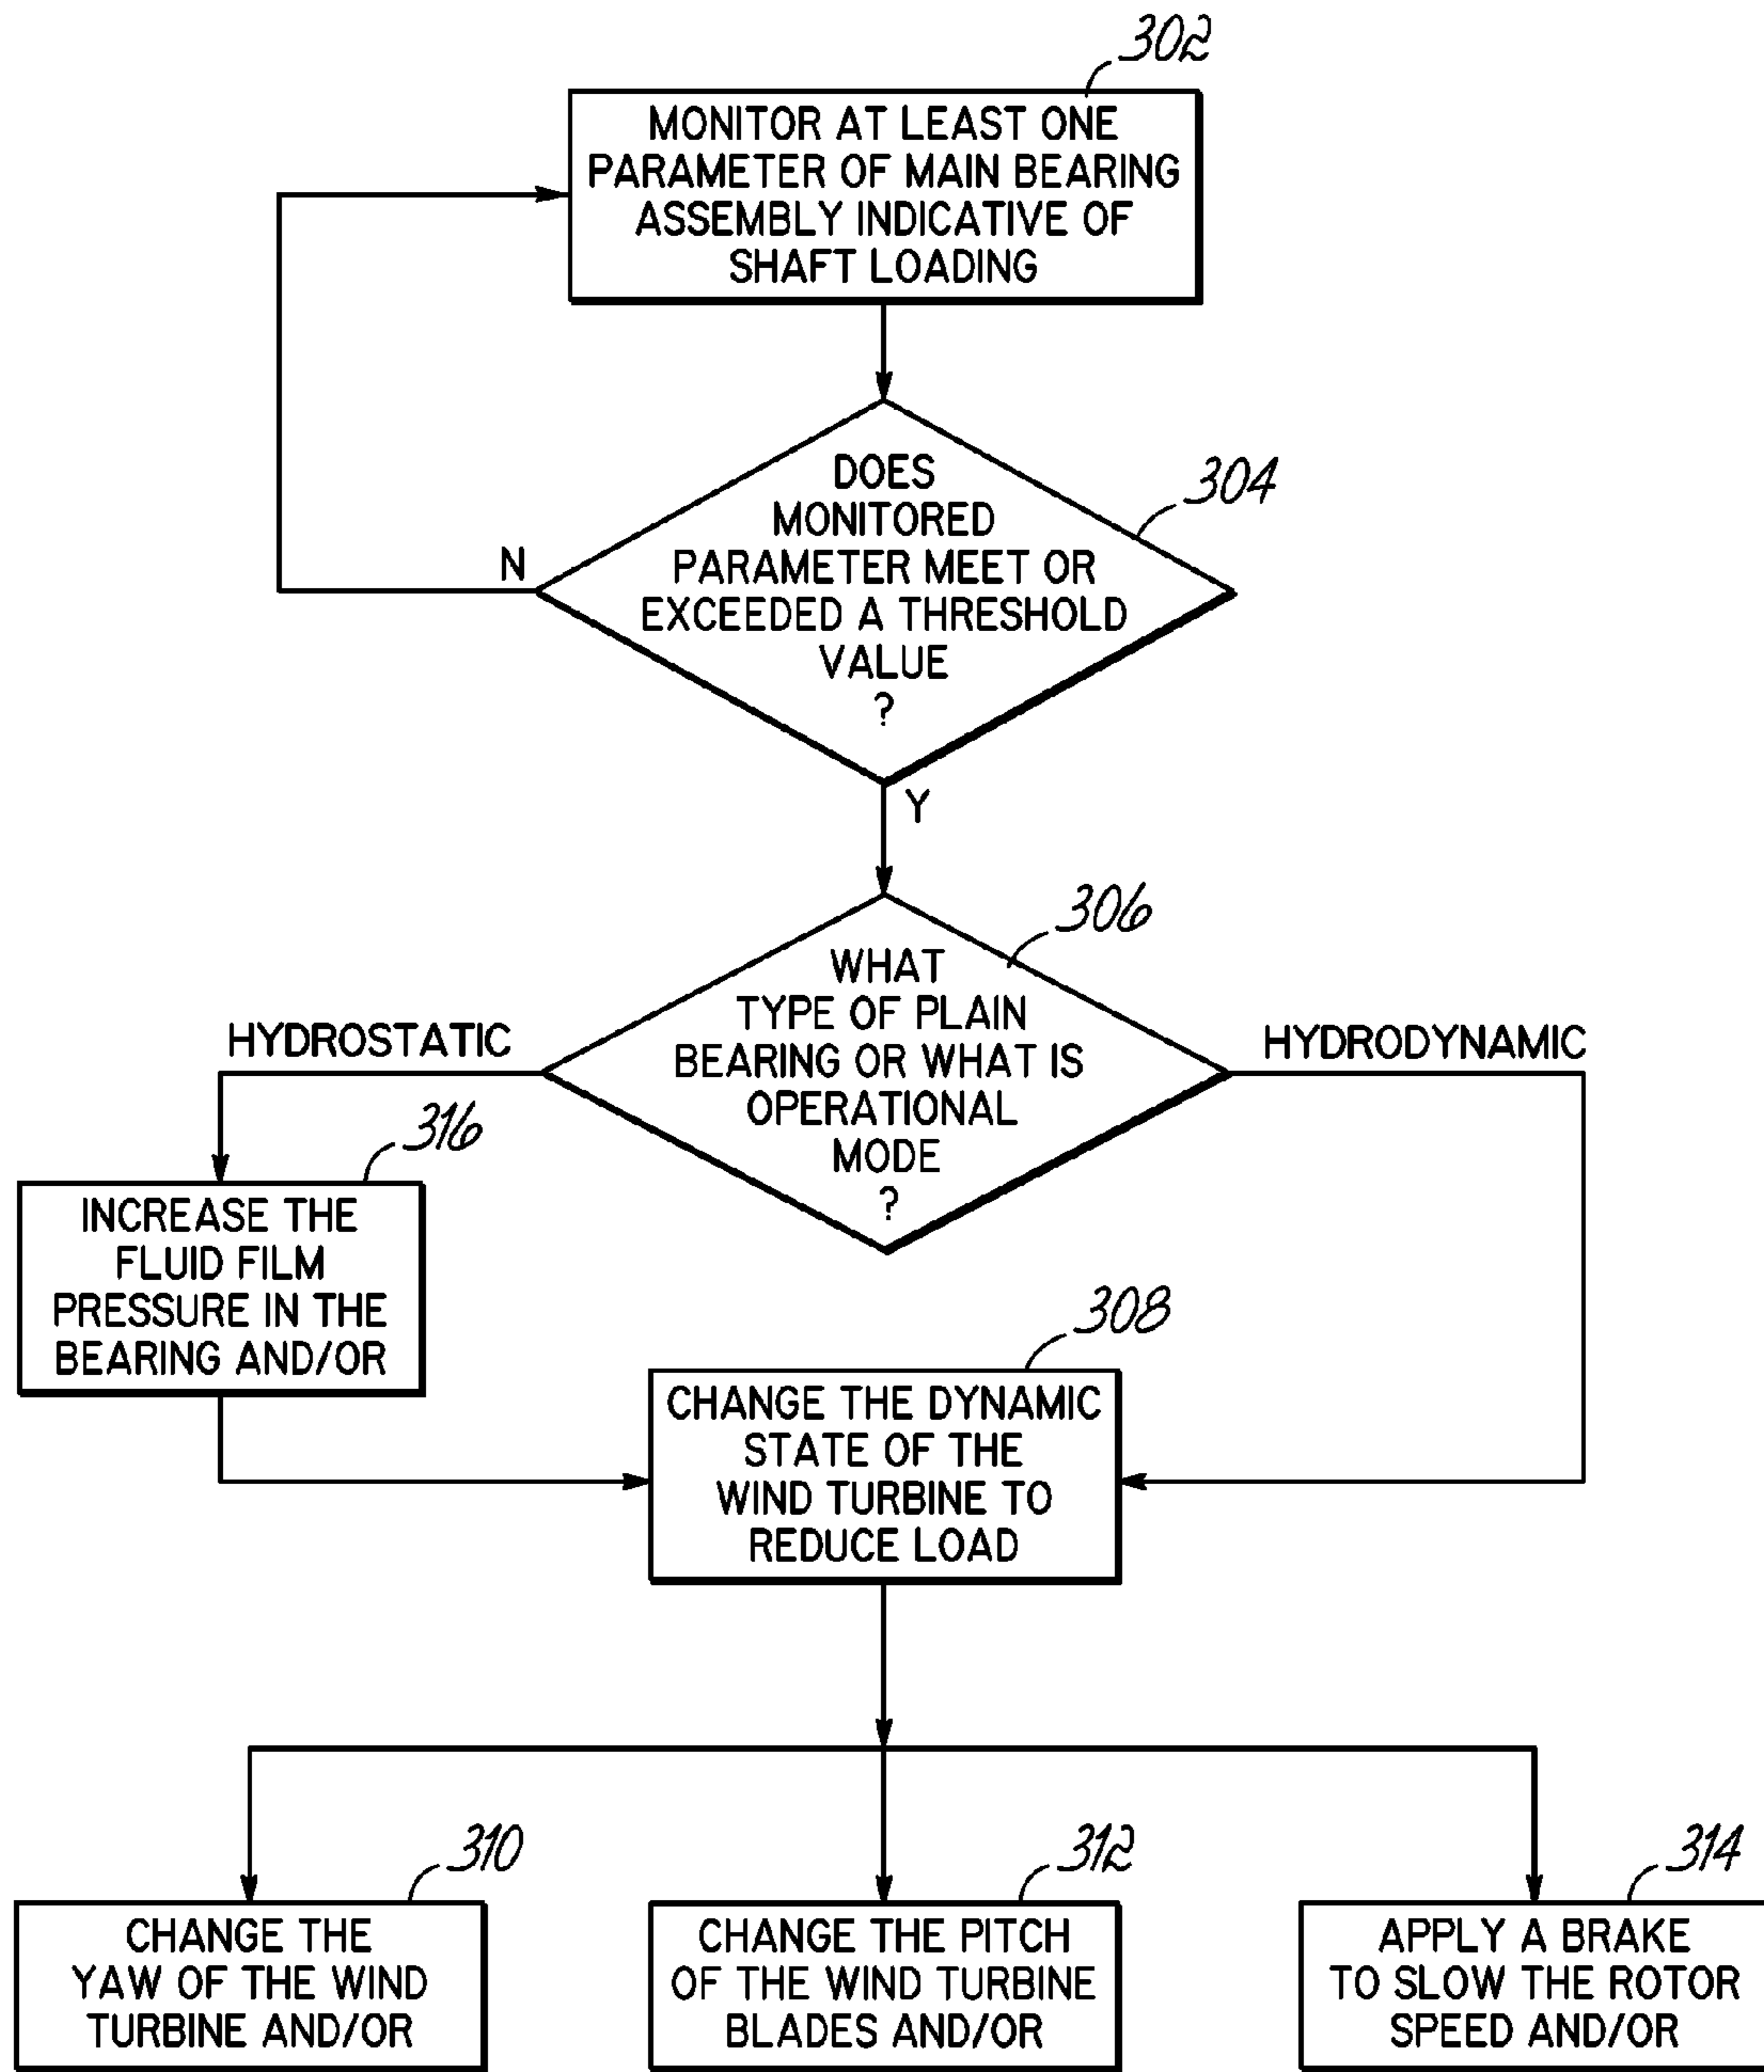 302
MONITOR AT LEAST ONE
PARAMETER OF MAIN BEARING
ASSEMBLY INDICATIVE OF
SHAFT LOADING
304
DOES
MONITORED
PARAMETER MEET OR
EXCEEDED A THRESHOLD
VALUE
?
N
Y
306
WHAT
TYPE OF PLAIN
BEARING OR WHAT IS
OPERATIONAL
MODE
?
HYDROSTATIC
HYDRODYNAMIC
316
INCREASE THE
FLUID FILM
PRESSURE IN THE
BEARING AND/OR
308
CHANGE THE DYNAMIC
STATE OF THE
WIND TURBINE TO
REDUCE LOAD
310
CHANGE THE
YAW OF THE WIND
TURBINE AND/OR
312
CHANGE THE PITCH
OF THE WIND TURBINE
BLADES AND/OR
314
APPLY A BRAKE
TO SLOW THE ROTOR
SPEED AND/OR